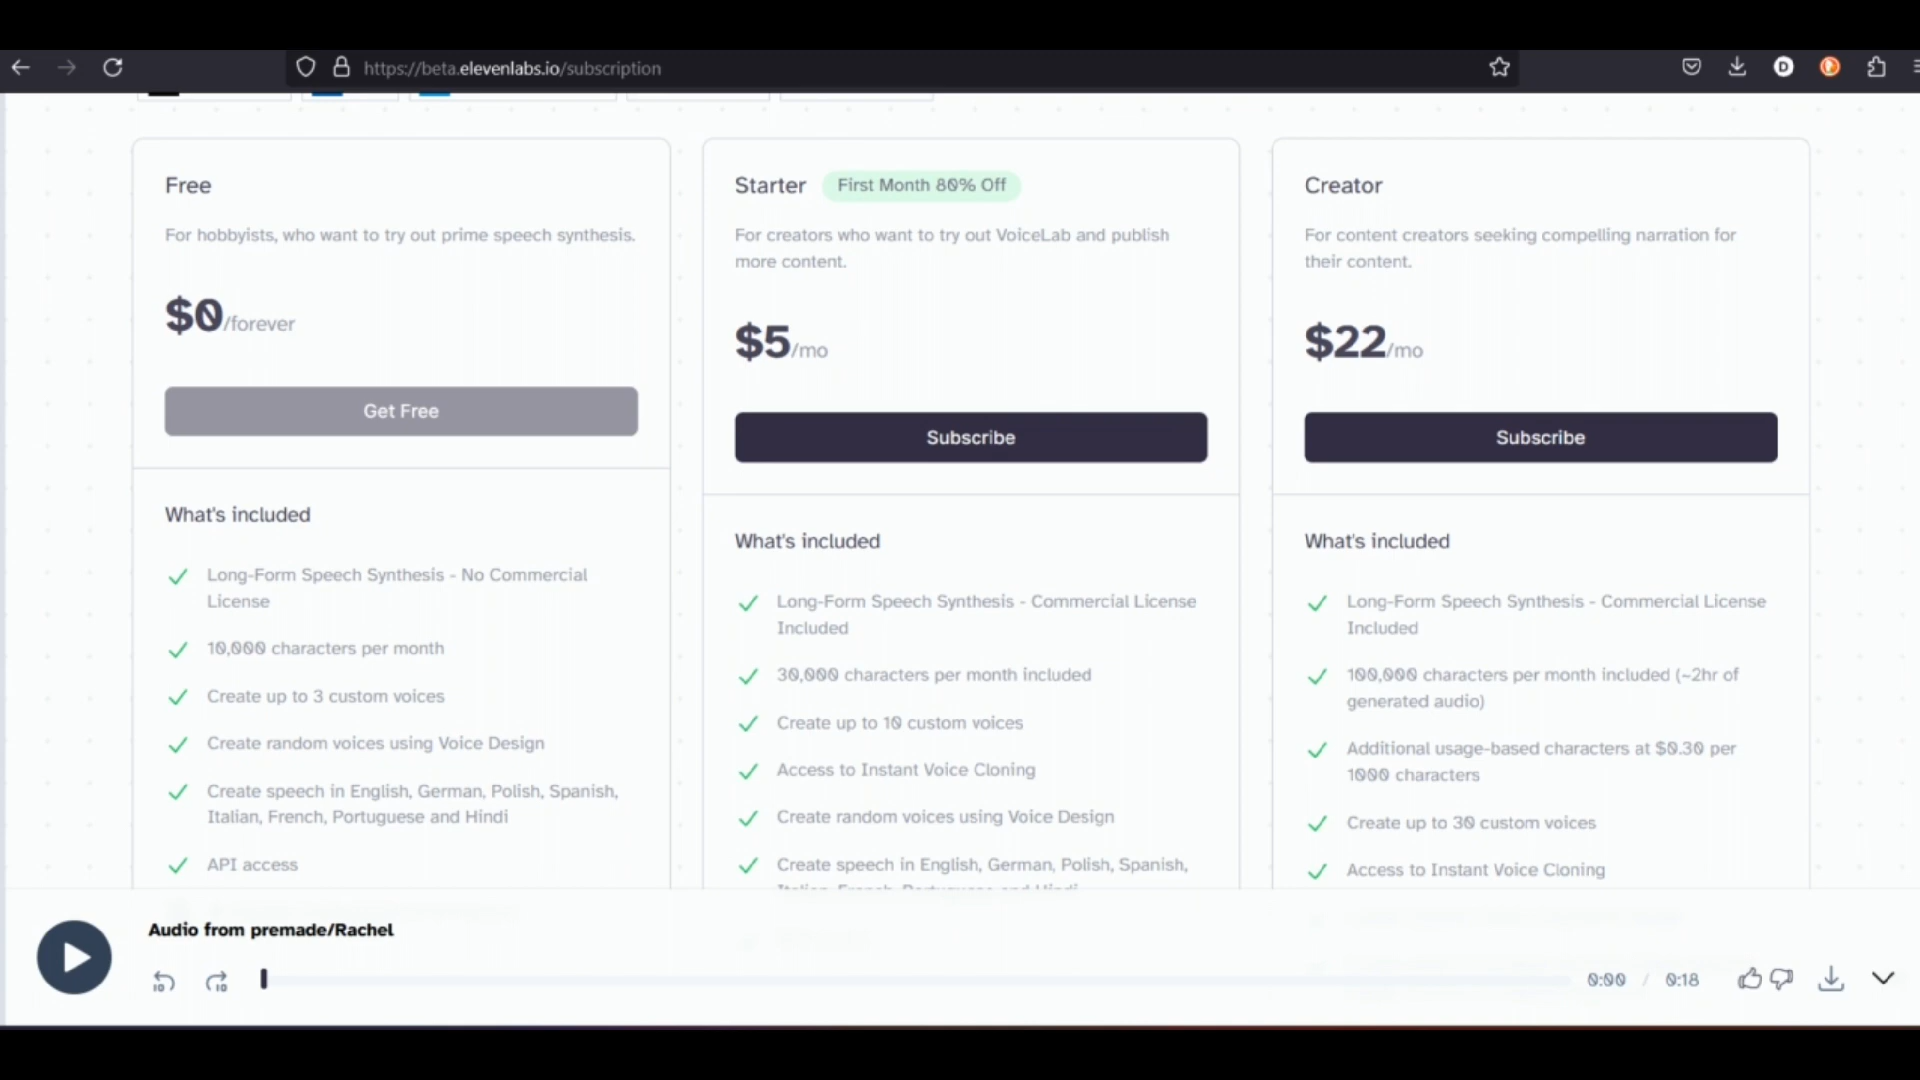 https://beta.elevenlabs.io/subscription
D
Free
For hobbyists, who want to try out prime speech synthesis.
$0/forever
Get Free
What's included
Long-Form Speech Synthesis - No Commercial
License
10,000 characters per month
Create up to 3 custom voices
Create random voices using Voice Design
Create speech in English, German, Polish, Spanish,
Italian, French, Portuguese and Hindi
API access
Starter First Month 80% Off
For creators who want to try out VoiceLab and publish
more content.
$5/mo
Subscribe
What's included
Long-Form Speech Synthesis - Commercial License
Included
30,000 characters per month included
Create up to 10 custom voices
Access to Instant Voice Cloning
Create random voices using Voice Design
Create speech in English, German, Polish, Spanish,
Italian, French, Portuguese and Hindi
Creator
For content creators seeking compelling narration for
their content.
$22/mo
Subscribe
What's included
Long-Form Speech Synthesis - Commercial License
Included
100,000 characters per month included (~2hr of
generated audio)
Additional usage-based characters at $0.30 per
1000 characters
Create up to 30 custom voices
Access to Instant Voice Cloning
Audio from premade/Rachel
10 10
0:00 / 0:18